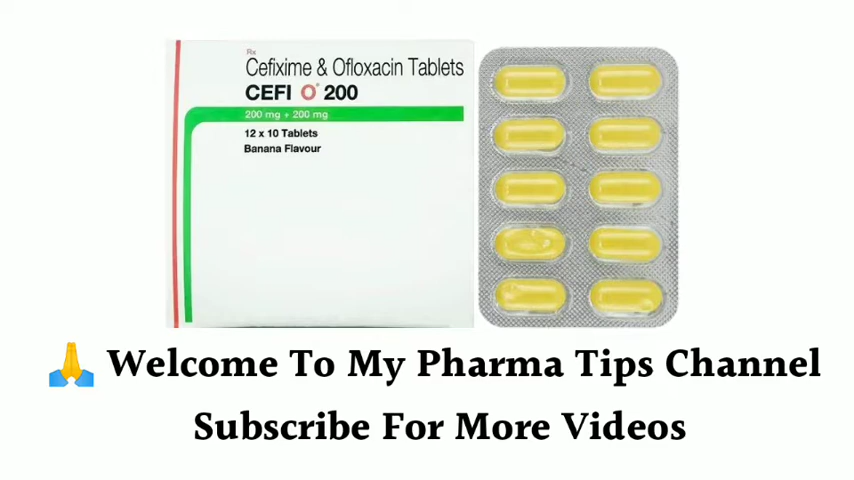 Rx
Cefixime & Ofloxacin Tablets
CEFI O® 200
200 mg + 200 mg
12 x 10 Tablets
Banana Flavour
🙏 Welcome To My Pharma Tips Channel
Subscribe For More Videos